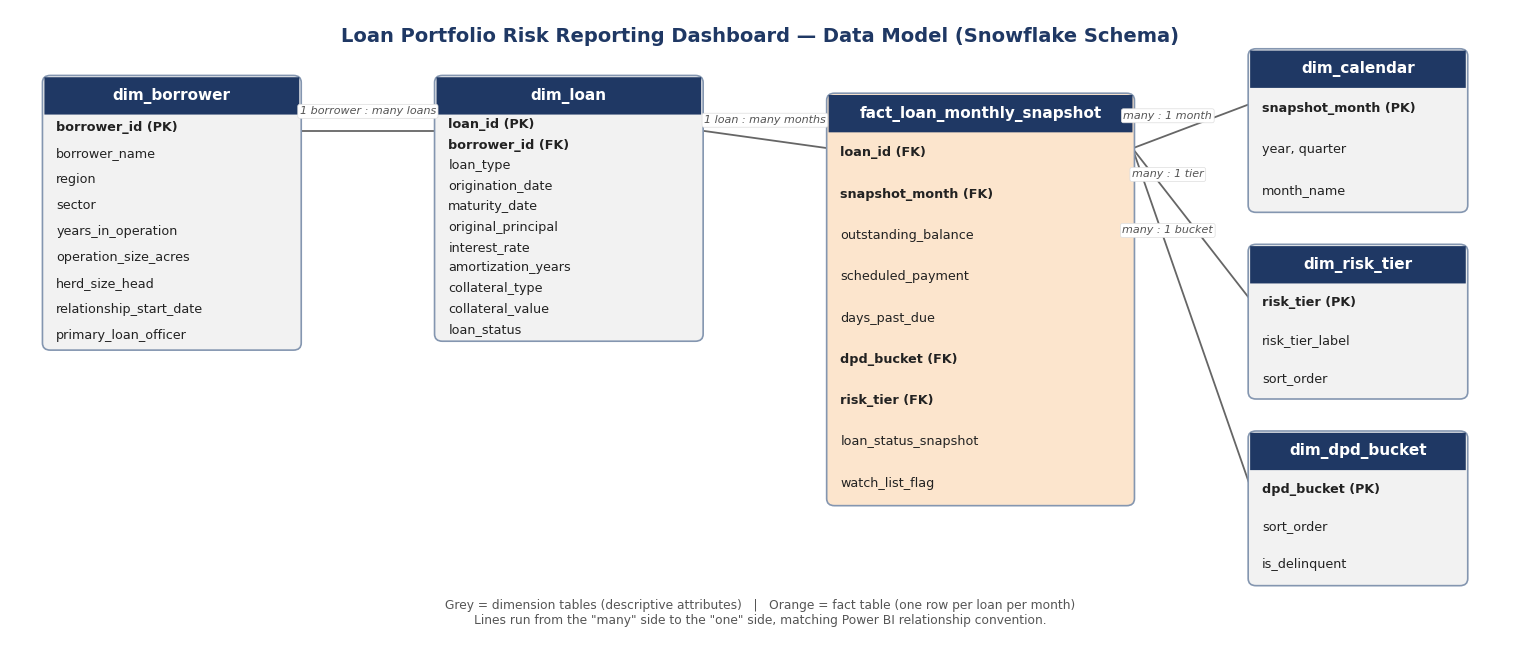 Loan Portfolio Risk Reporting Dashboard — Data Model (Snowflake Schema)
dim_borrower
borrower_id (PK)
borrower_name
region
sector
years_in_operation
operation_size_acres
herd_size_head
relationship_start_date
primary_loan_officer
1 borrower : many loans
dim_loan
loan_id (PK)
borrower_id (FK)
loan_type
origination_date
maturity_date
original_principal
interest_rate
amortization_years
collateral_type
collateral_value
loan_status
1 loan : many months
fact_loan_monthly_snapshot
loan_id (FK)
snapshot_month (FK)
outstanding_balance
scheduled_payment
days_past_due
dpd_bucket (FK)
risk_tier (FK)
loan_status_snapshot
watch_list_flag
many : 1 month
many : 1 tier
many : 1 bucket
dim_calendar
snapshot_month (PK)
year, quarter
month_name
dim_risk_tier
risk_tier (PK)
risk_tier_label
sort_order
dim_dpd_bucket
dpd_bucket (PK)
sort_order
is_delinquent
Grey = dimension tables (descriptive attributes)   |   Orange = fact table (one row per loan per month)
Lines run from the "many" side to the "one" side, matching Power BI relationship convention.